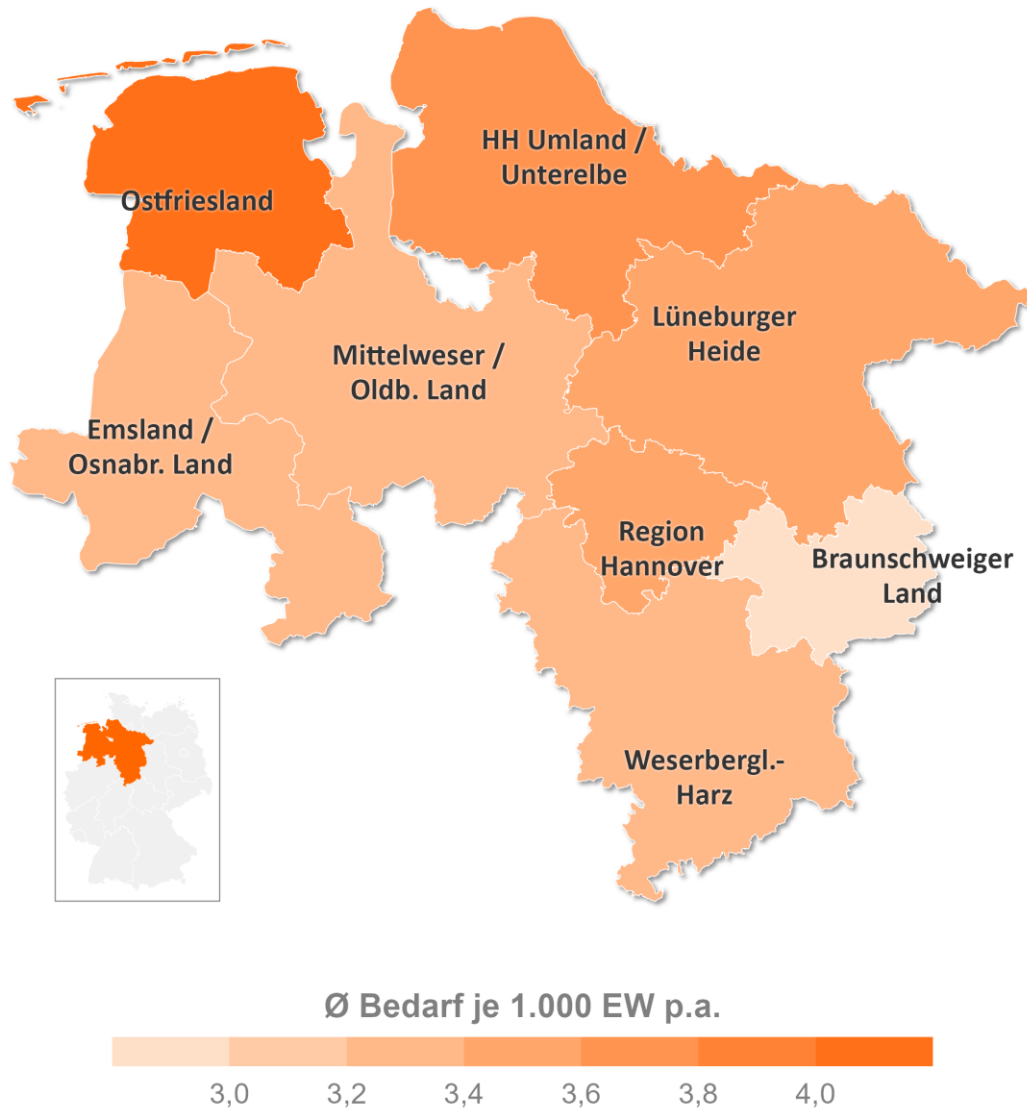 HH Umland /
Unterelbe
Ostfriesland
Lüneburger
Heide
Mittelweser /
Oldb. Land
Emsland /
Osnabr. Land
Region
Hannover
Braunschweiger
Land
Weserbergl.-
Harz
Ø Bedarf je 1.000 EW p.a.
3,0 3,2 3,4 3,6 3,8 4,0